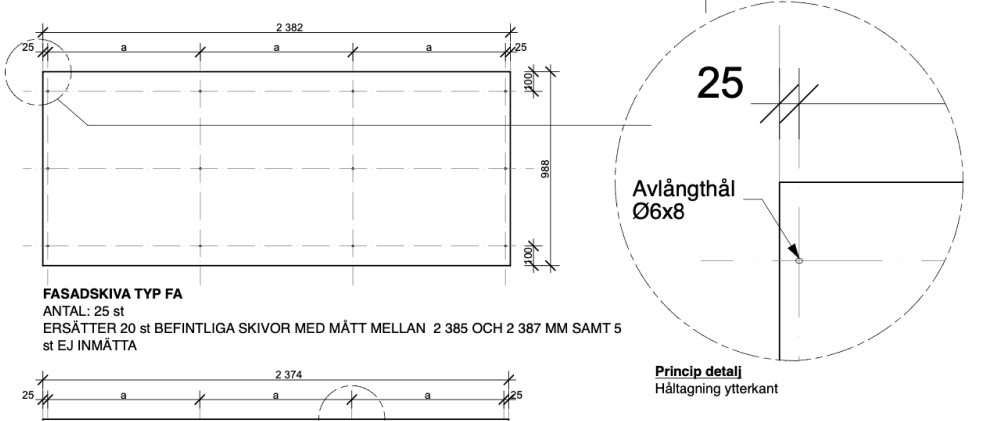 2 382
25 a a a 25
100
988
100
25
Avlångthål
Ø6x8
FASADSKIVA TYP FA
ANTAL: 25 st
ERSÄTTER 20 st BEFINTLIGA SKIVOR MED MÅTT MELLAN 2 385 OCH 2 387 MM SAMT 5
st EJ INMÄTTA
Princip detalj
Håltagning ytterkant
2 374
25 a a a 25